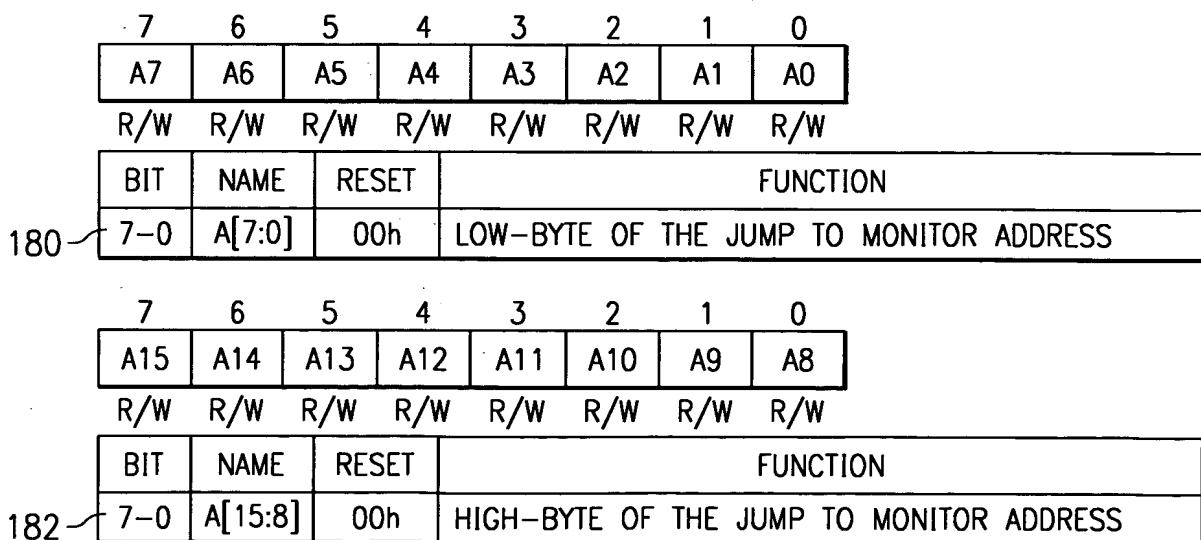 7 6 5 4 3 2 1 0
A7 A6 A5 A4 A3 A2 A1 A0
R/W R/W R/W R/W R/W R/W R/W R/W
BIT NAME RESET FUNCTION
180 7-0 A[7:0] 00h LOW-BYTE OF THE JUMP TO MONITOR ADDRESS
7 6 5 4 3 2 1 0
A15 A14 A13 A12 A11 A10 A9 A8
R/W R/W R/W R/W R/W R/W R/W R/W
BIT NAME RESET FUNCTION
182 7-0 A[15:8] 00h HIGH-BYTE OF THE JUMP TO MONITOR ADDRESS